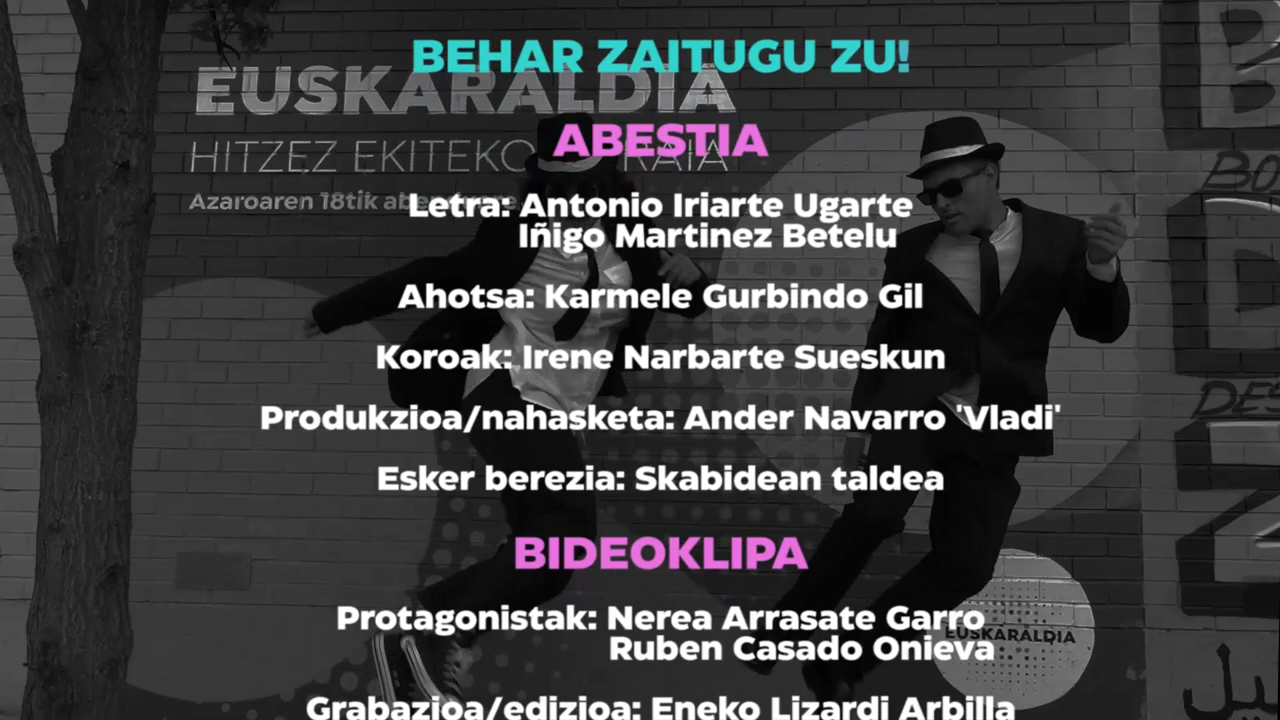 BEHAR ZAITUGU ZU!
EUSKARALDIA
ABESTIA
HITZEZ EKITEKO
Azaroaren 18tik
Letra: Antonio Iriarte Ugarte
Iñigo Martinez Betelu
Ahotsa: Karmele Gurbindo Gil
Koroak: Irene Narbarte Sueskun
Produkzioa/nahasketa: Ander Navarro 'Vladi'
Esker berezia: Skabidean taldea
BIDEOKLIPA
Protagonistak: Nerea Arrasate Garro
Ruben Casado Onieva
EUSKARALDIA
Grabazioa/edizioa: Eneko Lizardi Arbilla